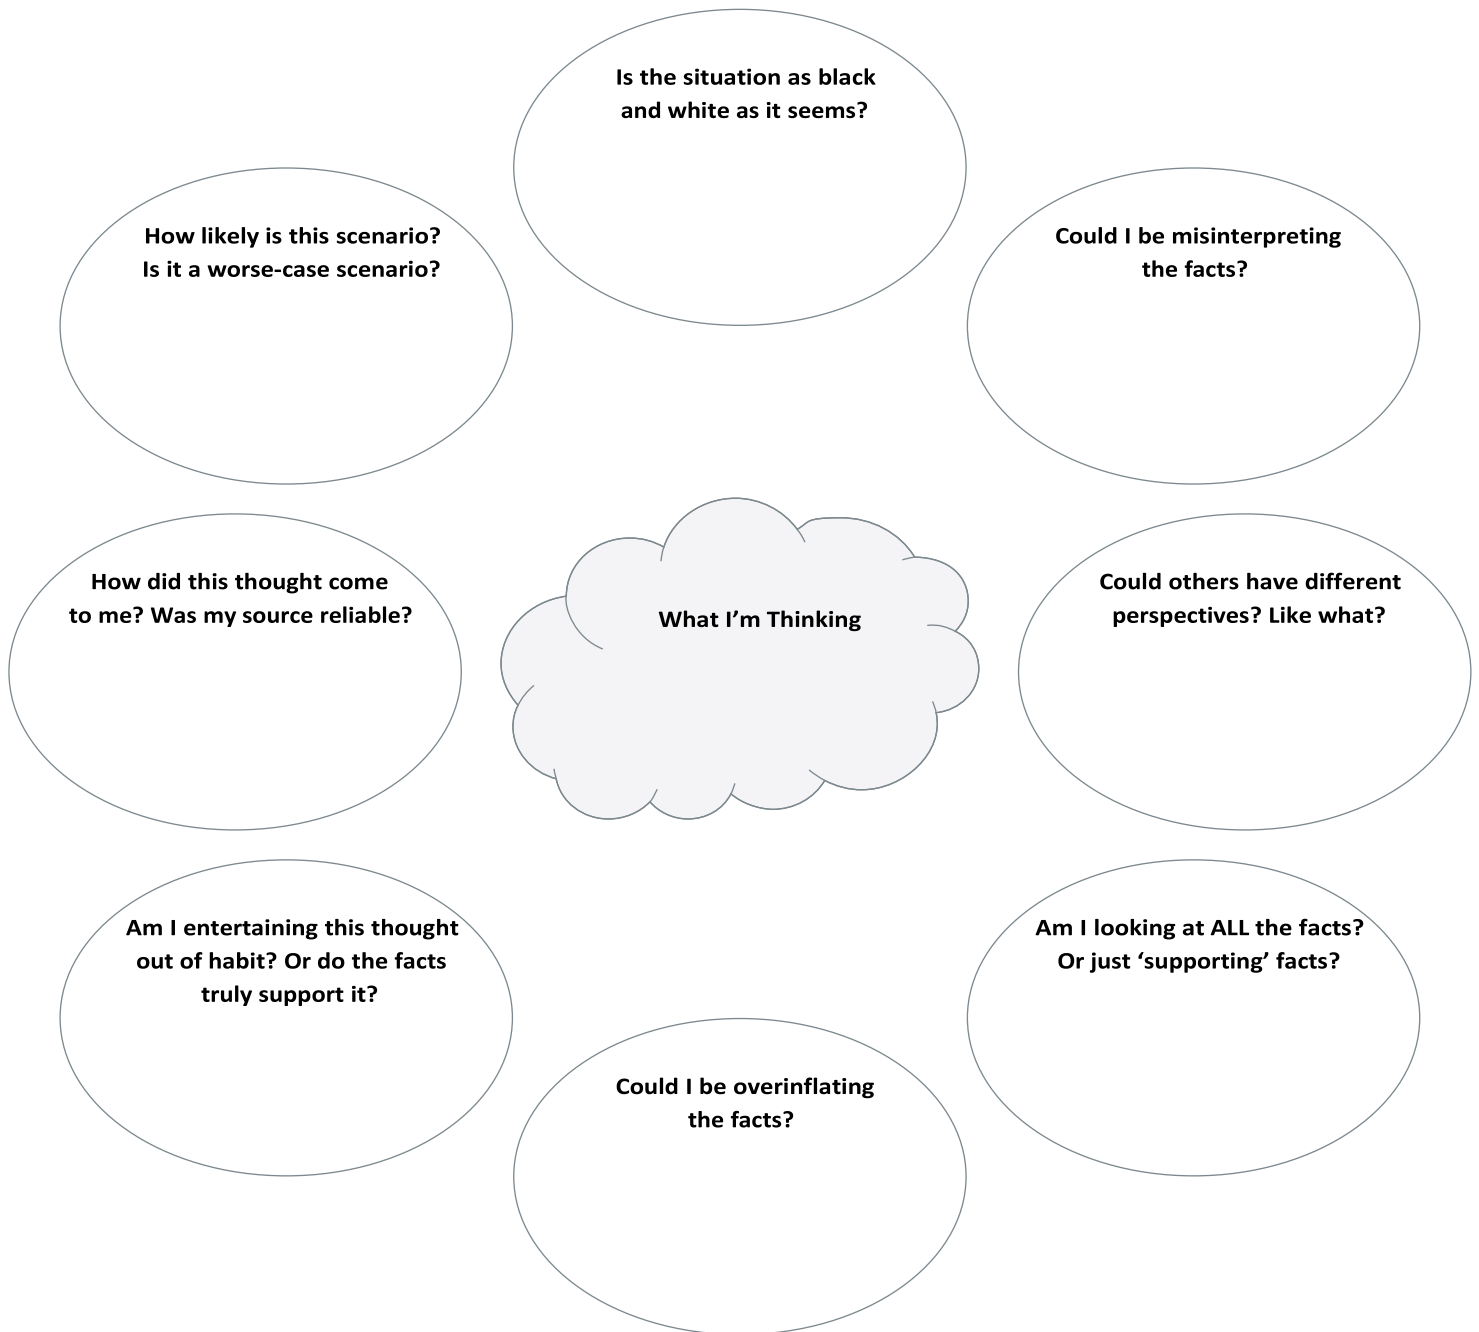 Is the situation as black
and white as it seems?
How likely is this scenario?
Is it a worse-case scenario?
Could I be misinterpreting
the facts?
How did this thought come
to me? Was my source reliable?
What I’m Thinking
Could others have different
perspectives? Like what?
Am I entertaining this thought
out of habit? Or do the facts
truly support it?
Am I looking at ALL the facts?
Or just ‘supporting’ facts?
Could I be overinflating
the facts?